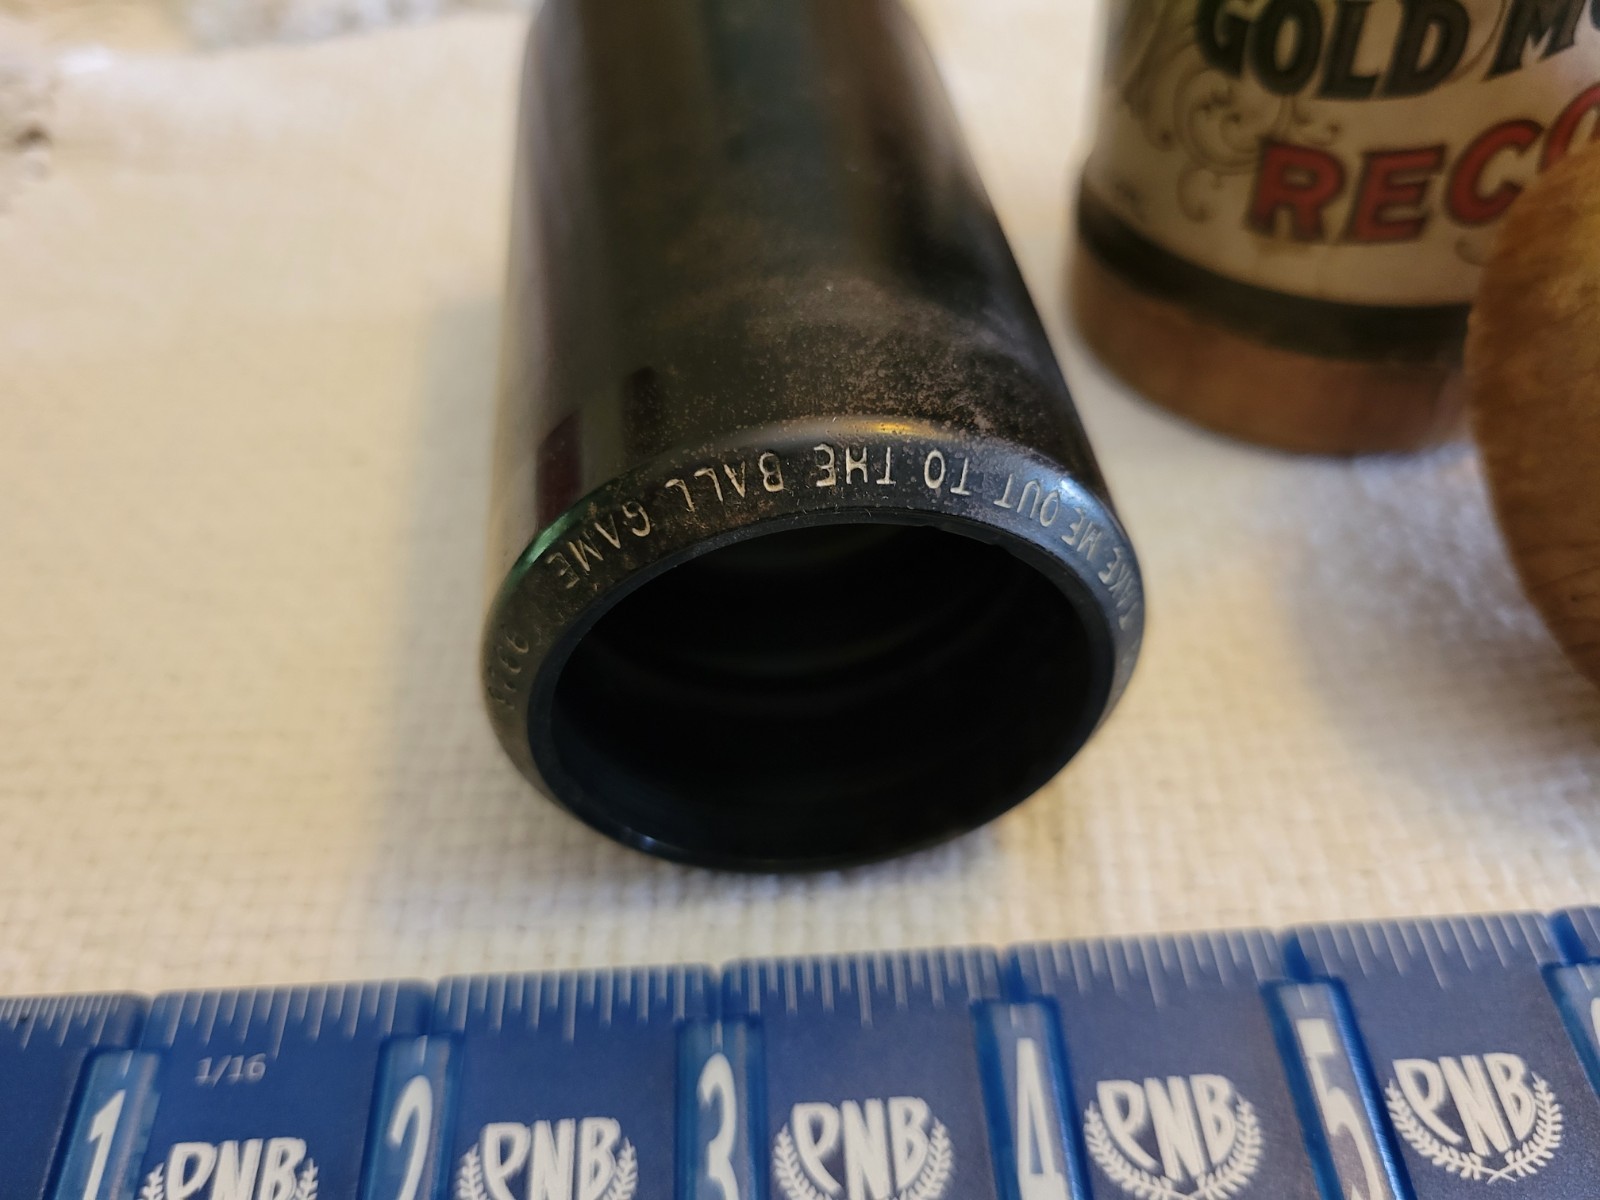 GOLD
RECO
TAKE ME OUT TO THE BALL GAME
1/16
1 2 3 4 5
PNB PNB PNB PNB PNB